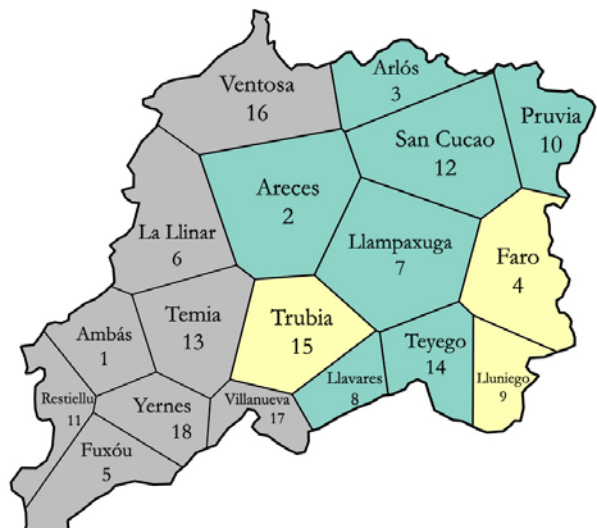 Ventosa
16
Arlós
3
San Cucao
12
Pruvia
10
Areces
2
La Llinar
6
Llampaxuga
7
Faro
4
Temia
13
Trubia
15
Ambás
1
Teyego
14
Llavares
8
Lluniego
9
Restiellu
11
Yernes
18
Villanueva
17
Fuxóu
5